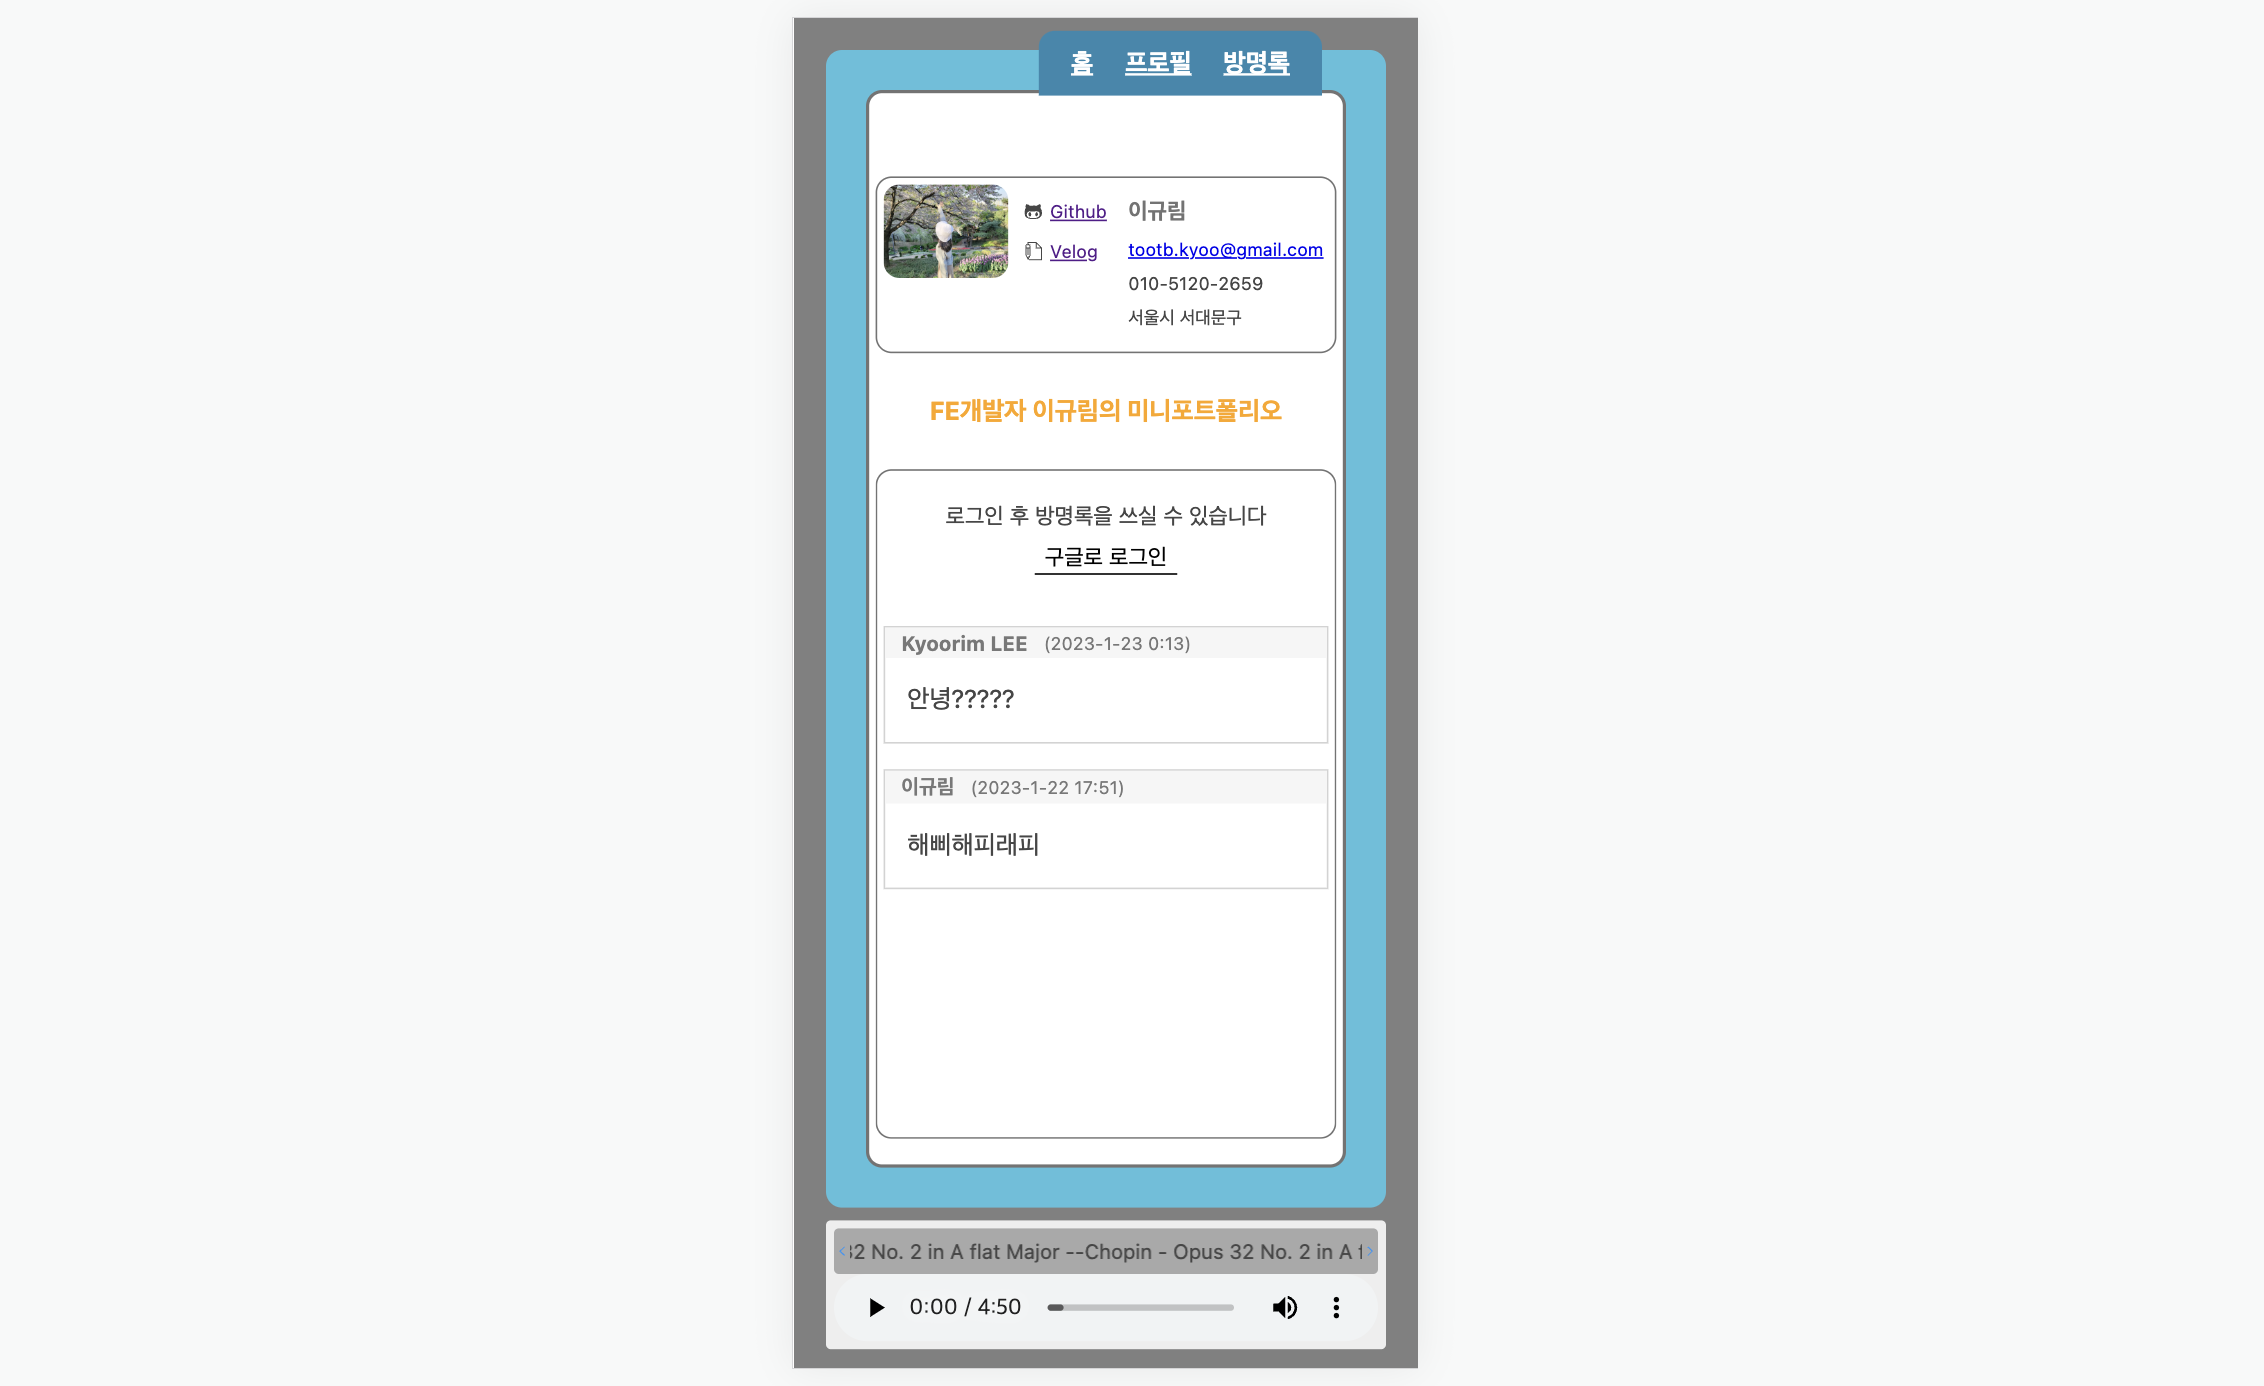 홈 프로필 방명록
Github 이규림
Velog tootb.kyoo@gmail.com
010-5120-2659
서울시 서대문구
FE개발자 이규림의 미니포트폴리오
로그인 후 방명록을 쓰실 수 있습니다
구글로 로그인
Kyoorim LEE (2023-1-23 0:13)
안녕?????
이규림 (2023-1-22 17:51)
해삐해피래피
32 No. 2 in A flat Major --Chopin - Opus 32 No. 2 in A f
0:00 / 4:50